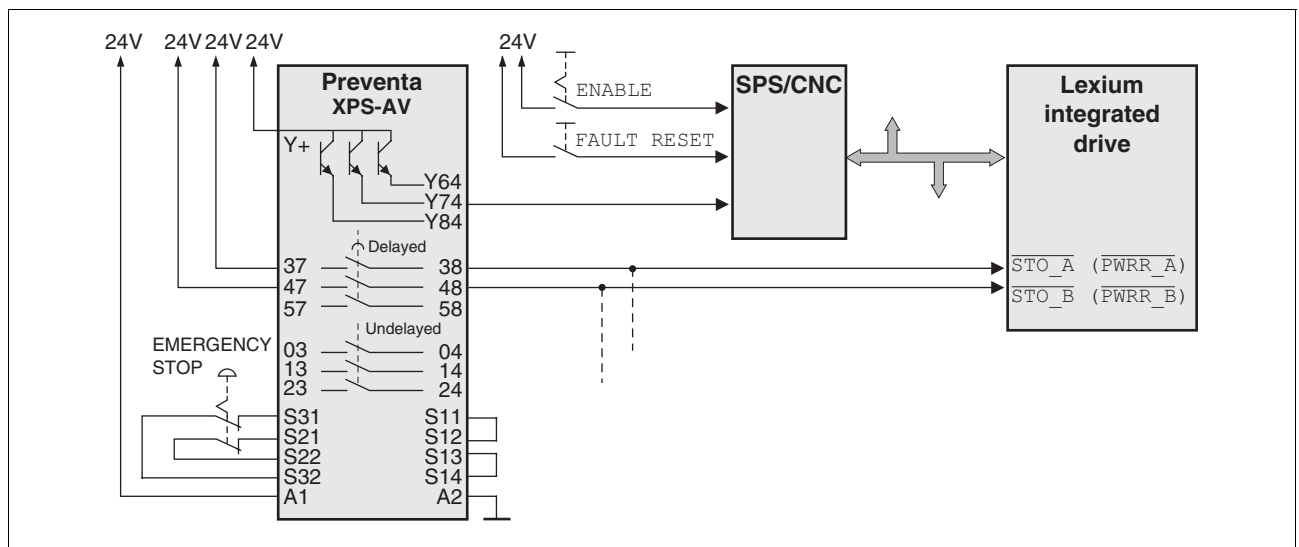 24V 24V 24V 24V 24V
Preventa
XPS-AV
Y+
Y64
Y74
Y84
Delayed
37 38
47 48
57 58
Undelayed
03 04
13 14
23 24
EMERGENCY
STOP
S31 S11
S21 S12
S22 S13
S32 S14
A1 A2
ENABLE
FAULT RESET
SPS/CNC
Lexium
integrated
drive
STO_A (PWRR_A)
STO_B (PWRR_B)